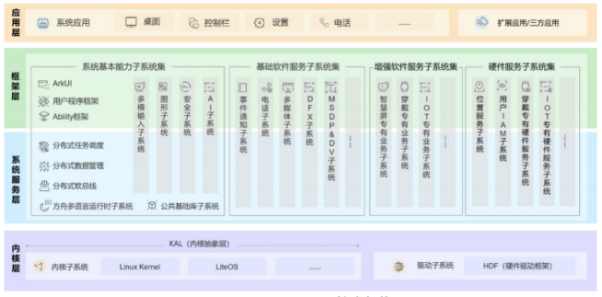 应用层
系统应用
桌面
控制栏
设置
电话
......
扩展应用/三方应用
框架层
系统基本能力子系统集
ArkUI
用户程序框架
Ability框架
多模输入子系统
图形子系统
安全子系统
AI子系统
......
系统服务层
分布式任务调度
分布式数据管理
分布式软总线
方舟多语言运行时子系统
公共基础库子系统
基础软件服务子系统集
事件通知子系统
电话子系统
多媒体子系统
DFX子系统
MSDP&DV子系统
......
增强软件服务子系统集
智慧屏专有业务子系统
穿戴专有业务子系统
IOT专有业务子系统
......
硬件服务子系统集
位置服务子系统
用户IAM子系统
穿戴专有硬件服务子系统
IOT专有硬件服务子系统
......
内核层
KAL（内核抽象层）
内核子系统
Linux Kernel
LiteOS
......
驱动子系统
HDF（硬件驱动框架）